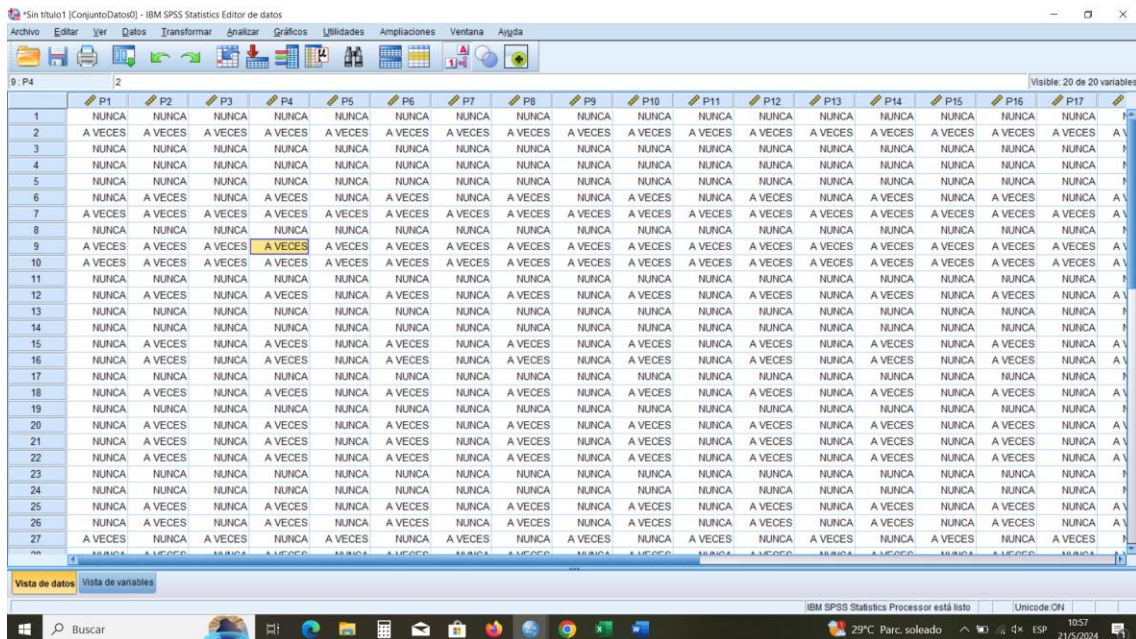 *Sin título1 [ConjuntoDatos0] - IBM SPSS Statistics Editor de datos
Archivo Editar Ver Datos Transformar Analizar Gráficos Utilidades Ampliaciones Ventana Ayuda
9 : P4 2 Visible: 20 de 20 variables
P1 P2 P3 P4 P5 P6 P7 P8 P9 P10 P11 P12 P13 P14 P15 P16 P17
1 NUNCA NUNCA NUNCA NUNCA NUNCA NUNCA NUNCA NUNCA NUNCA NUNCA NUNCA NUNCA NUNCA NUNCA NUNCA NUNCA NUNCA
2 A VECES A VECES A VECES A VECES A VECES A VECES A VECES A VECES A VECES A VECES A VECES A VECES A VECES A VECES A VECES A VECES A VECES
3 NUNCA NUNCA NUNCA NUNCA NUNCA NUNCA NUNCA NUNCA NUNCA NUNCA NUNCA NUNCA NUNCA NUNCA NUNCA NUNCA NUNCA
4 NUNCA NUNCA NUNCA NUNCA NUNCA NUNCA NUNCA NUNCA NUNCA NUNCA NUNCA NUNCA NUNCA NUNCA NUNCA NUNCA NUNCA
5 NUNCA NUNCA NUNCA NUNCA NUNCA NUNCA NUNCA NUNCA NUNCA NUNCA NUNCA NUNCA NUNCA NUNCA NUNCA NUNCA NUNCA
6 NUNCA A VECES NUNCA A VECES NUNCA A VECES NUNCA A VECES NUNCA A VECES NUNCA A VECES NUNCA A VECES NUNCA A VECES NUNCA
7 A VECES A VECES A VECES A VECES A VECES A VECES A VECES A VECES A VECES A VECES A VECES A VECES A VECES A VECES A VECES A VECES A VECES
8 NUNCA NUNCA NUNCA NUNCA NUNCA NUNCA NUNCA NUNCA NUNCA NUNCA NUNCA NUNCA NUNCA NUNCA NUNCA NUNCA NUNCA
9 A VECES A VECES A VECES A VECES A VECES A VECES A VECES A VECES A VECES A VECES A VECES A VECES A VECES A VECES A VECES A VECES A VECES
10 A VECES A VECES A VECES A VECES A VECES A VECES A VECES A VECES A VECES A VECES A VECES A VECES A VECES A VECES A VECES A VECES A VECES
11 NUNCA NUNCA NUNCA NUNCA NUNCA NUNCA NUNCA NUNCA NUNCA NUNCA NUNCA NUNCA NUNCA NUNCA NUNCA NUNCA NUNCA
12 NUNCA A VECES NUNCA A VECES NUNCA A VECES NUNCA A VECES NUNCA A VECES NUNCA A VECES NUNCA A VECES NUNCA A VECES NUNCA
13 NUNCA NUNCA NUNCA NUNCA NUNCA NUNCA NUNCA NUNCA NUNCA NUNCA NUNCA NUNCA NUNCA NUNCA NUNCA NUNCA NUNCA
14 NUNCA NUNCA NUNCA NUNCA NUNCA NUNCA NUNCA NUNCA NUNCA NUNCA NUNCA NUNCA NUNCA NUNCA NUNCA NUNCA NUNCA
15 NUNCA A VECES NUNCA A VECES NUNCA A VECES NUNCA A VECES NUNCA A VECES NUNCA A VECES NUNCA A VECES NUNCA A VECES NUNCA
16 NUNCA A VECES NUNCA A VECES NUNCA A VECES NUNCA A VECES NUNCA A VECES NUNCA A VECES NUNCA A VECES NUNCA A VECES NUNCA
17 NUNCA NUNCA NUNCA NUNCA NUNCA NUNCA NUNCA NUNCA NUNCA NUNCA NUNCA NUNCA NUNCA NUNCA NUNCA NUNCA NUNCA
18 NUNCA A VECES NUNCA A VECES NUNCA A VECES NUNCA A VECES NUNCA A VECES NUNCA A VECES NUNCA A VECES NUNCA A VECES NUNCA
19 NUNCA NUNCA NUNCA NUNCA NUNCA NUNCA NUNCA NUNCA NUNCA NUNCA NUNCA NUNCA NUNCA NUNCA NUNCA NUNCA NUNCA
20 NUNCA A VECES NUNCA A VECES NUNCA A VECES NUNCA A VECES NUNCA A VECES NUNCA A VECES NUNCA A VECES NUNCA A VECES NUNCA
21 NUNCA A VECES NUNCA A VECES NUNCA A VECES NUNCA A VECES NUNCA A VECES NUNCA A VECES NUNCA A VECES NUNCA A VECES NUNCA
22 NUNCA A VECES NUNCA A VECES NUNCA A VECES NUNCA A VECES NUNCA A VECES NUNCA A VECES NUNCA A VECES NUNCA A VECES NUNCA
23 NUNCA NUNCA NUNCA NUNCA NUNCA NUNCA NUNCA NUNCA NUNCA NUNCA NUNCA NUNCA NUNCA NUNCA NUNCA NUNCA NUNCA
24 NUNCA NUNCA NUNCA NUNCA NUNCA NUNCA NUNCA NUNCA NUNCA NUNCA NUNCA NUNCA NUNCA NUNCA NUNCA NUNCA NUNCA
25 NUNCA A VECES NUNCA A VECES NUNCA A VECES NUNCA A VECES NUNCA A VECES NUNCA A VECES NUNCA A VECES NUNCA A VECES NUNCA
26 NUNCA A VECES NUNCA A VECES NUNCA A VECES NUNCA A VECES NUNCA A VECES NUNCA A VECES NUNCA A VECES NUNCA A VECES NUNCA
27 A VECES NUNCA A VECES NUNCA A VECES NUNCA A VECES NUNCA A VECES NUNCA A VECES NUNCA A VECES NUNCA A VECES NUNCA A VECES
Vista de datos Vista de variables
IBM SPSS Statistics Processor está listo Unicode:ON
Buscar 29°C Parc. soleado ESP 10:57
21/5/2024